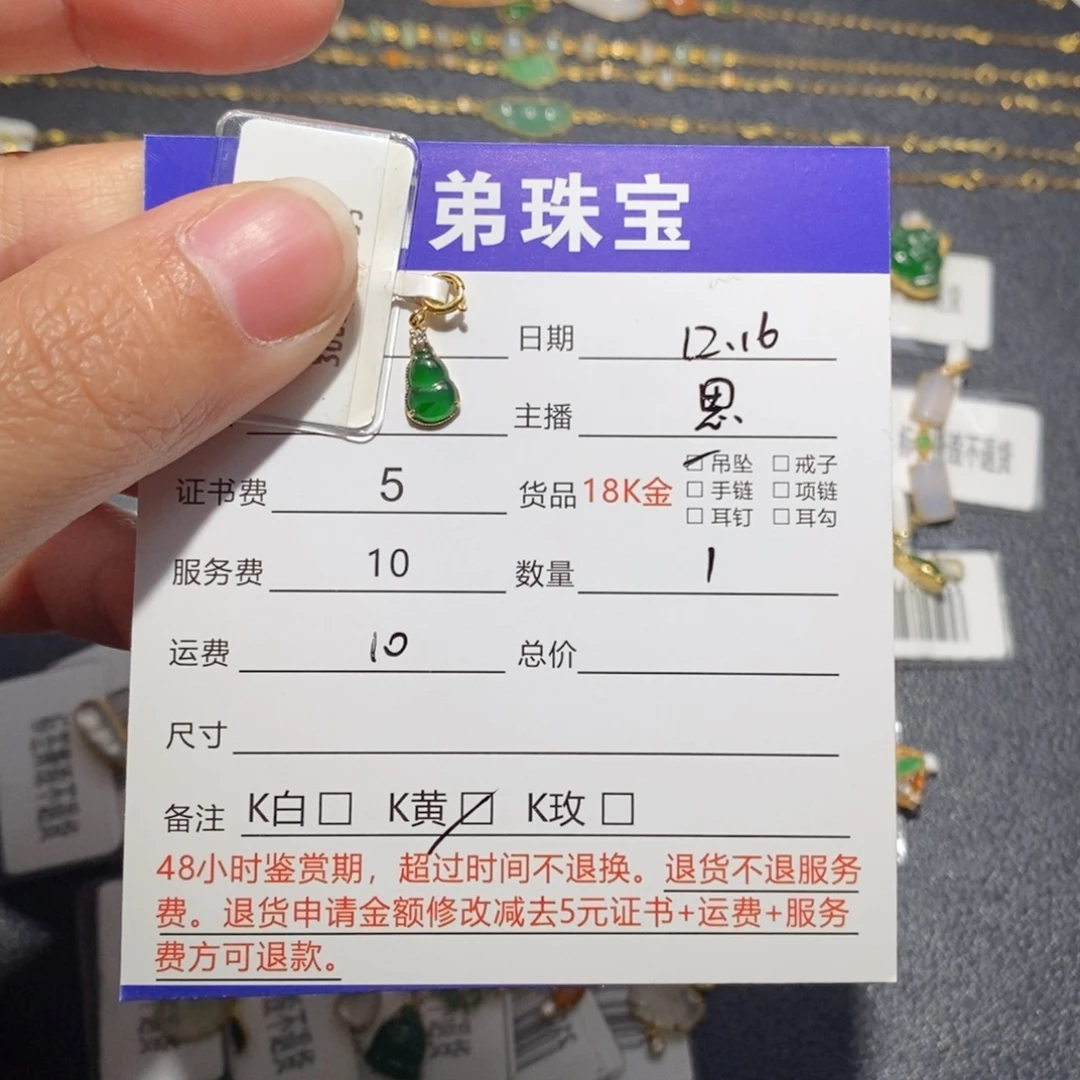 弟珠宝
日期 12.16
主播 恩
证书费 5 货品 18K金 ☑吊坠 ☐戒子
☐手链 ☐项链
☐耳钉 ☐耳勾
服务费 10 数量 1
运费 10 总价
尺寸
备注 K白☐ K黄☑ K玫☐
48小时鉴赏期，超过时间不退换。退货不退服务
费。退货申请金额修改减去5元证书+运费+服务
费方可退款。